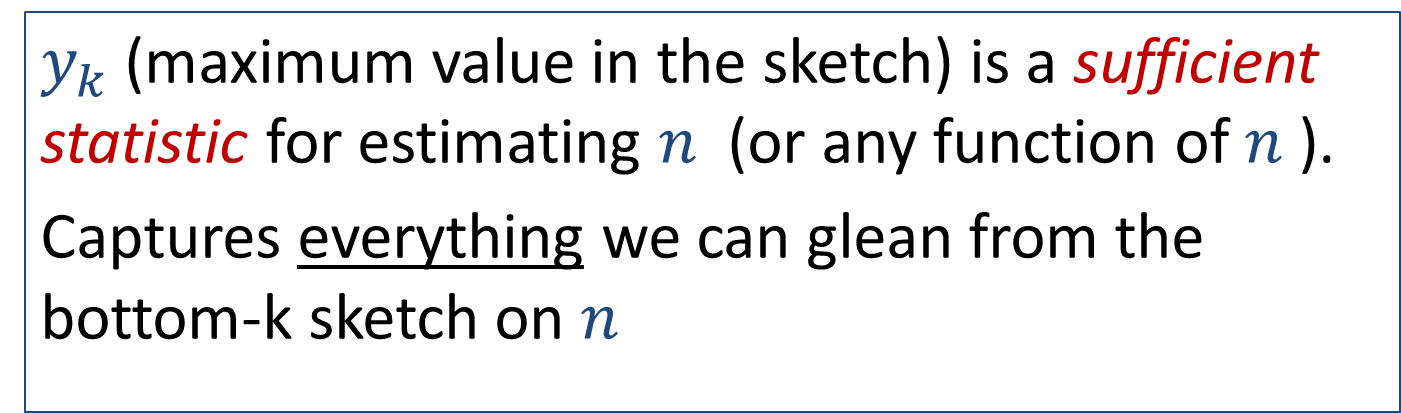 y_k (maximum value in the sketch) is a sufficient
statistic for estimating n (or any function of n ).
Captures everything we can glean from the
bottom-k sketch on n